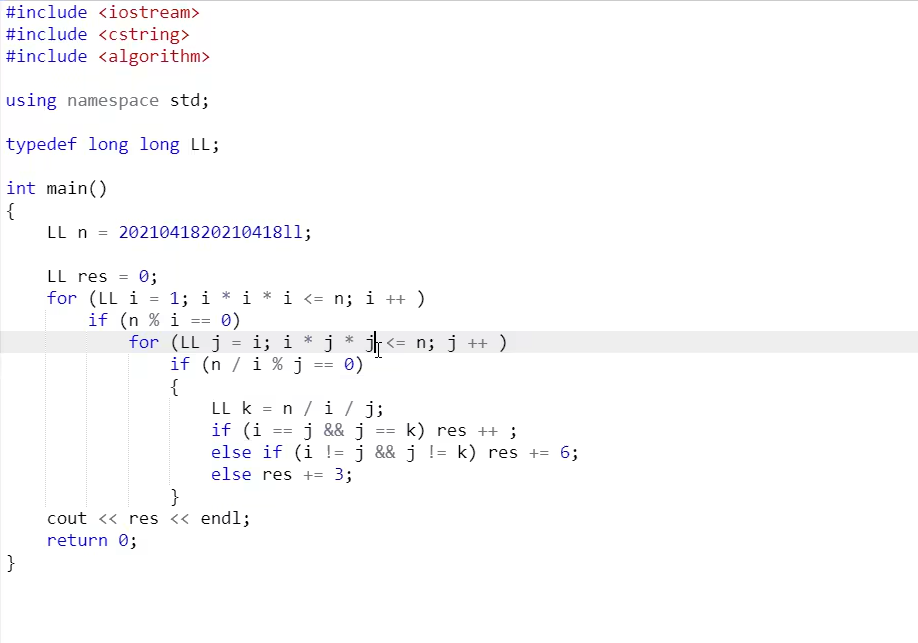 #include <iostream>
#include <cstring>
#include <algorithm>
using namespace std;
typedef long long LL;
int main()
{
LL n = 2021041820210418ll;
LL res = 0;
for (LL i = 1; i * i * i <= n; i ++ )
if (n % i == 0)
for (LL j = i; i * j * j <= n; j ++ )
if (n / i % j == 0)
{
LL k = n / i / j;
if (i == j && j == k) res ++ ;
else if (i != j && j != k) res += 6;
else res += 3;
}
cout << res << endl;
return 0;
}